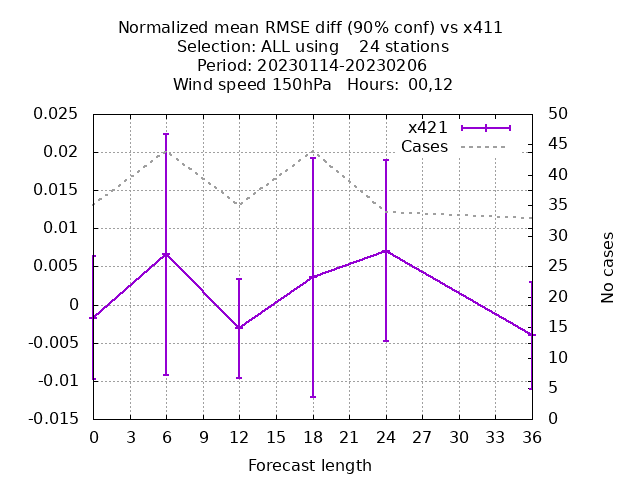 Normalized mean RMSE diff (90% conf) vs x411
Selection: ALL using    24 stations
Period: 20230114-20230206
Wind speed 150hPa   Hours:  00,12
0.025
0.02
0.015
0.01
0.005
0
-0.005
-0.01
-0.015
x421
Cases
50
45
40
35
30
25
20
15
10
5
0
No cases
0 3 6 9 12 15 18 21 24 27 30 33 36
Forecast length